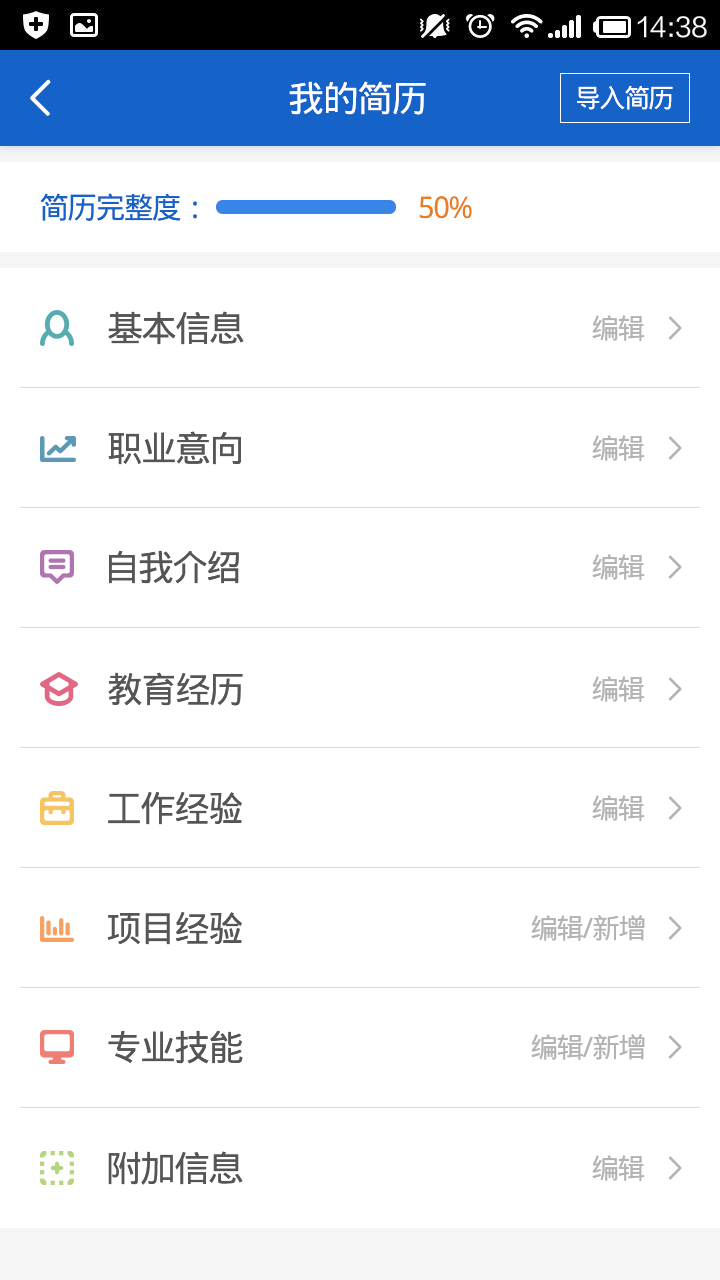 14:38
我的简历
导入简历
简历完整度： 50%
基本信息 编辑
职业意向 编辑
自我介绍 编辑
教育经历 编辑
工作经验 编辑
项目经验 编辑/新增
专业技能 编辑/新增
附加信息 编辑